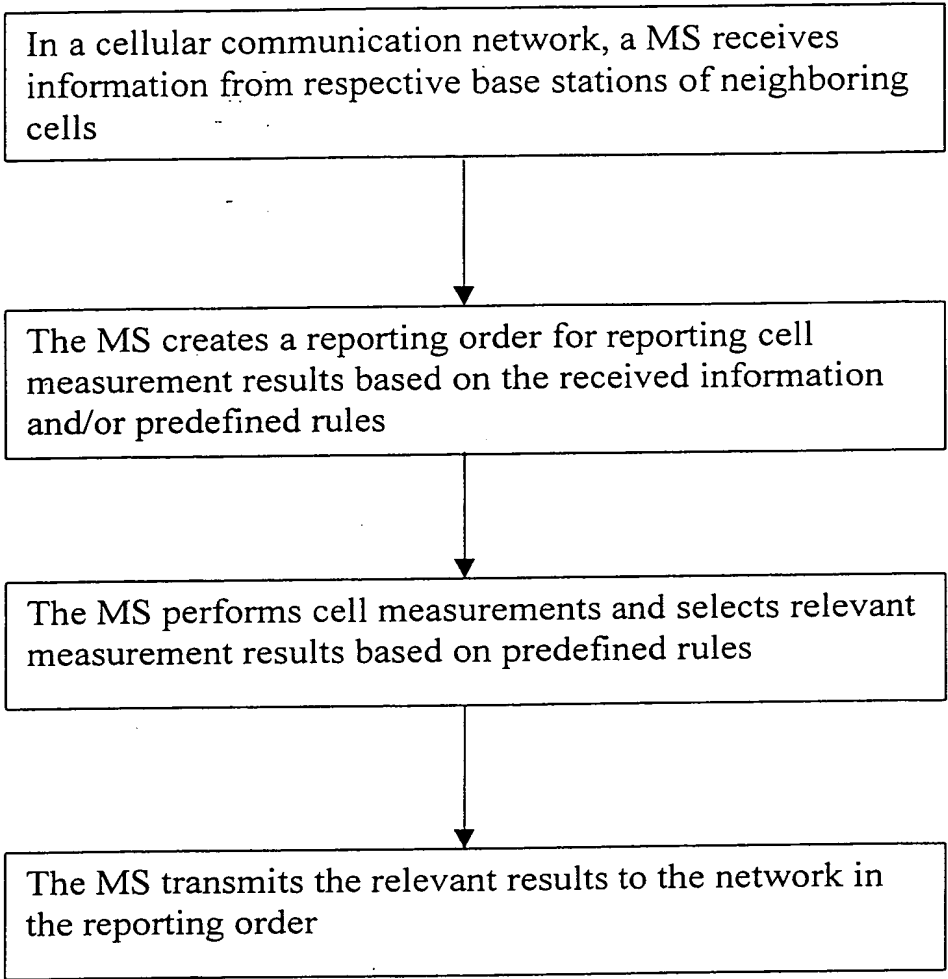 In a cellular communication network, a MS receives
information from respective base stations of neighboring
cells
The MS creates a reporting order for reporting cell
measurement results based on the received information
and/or predefined rules
The MS performs cell measurements and selects relevant
measurement results based on predefined rules
The MS transmits the relevant results to the network in
the reporting order